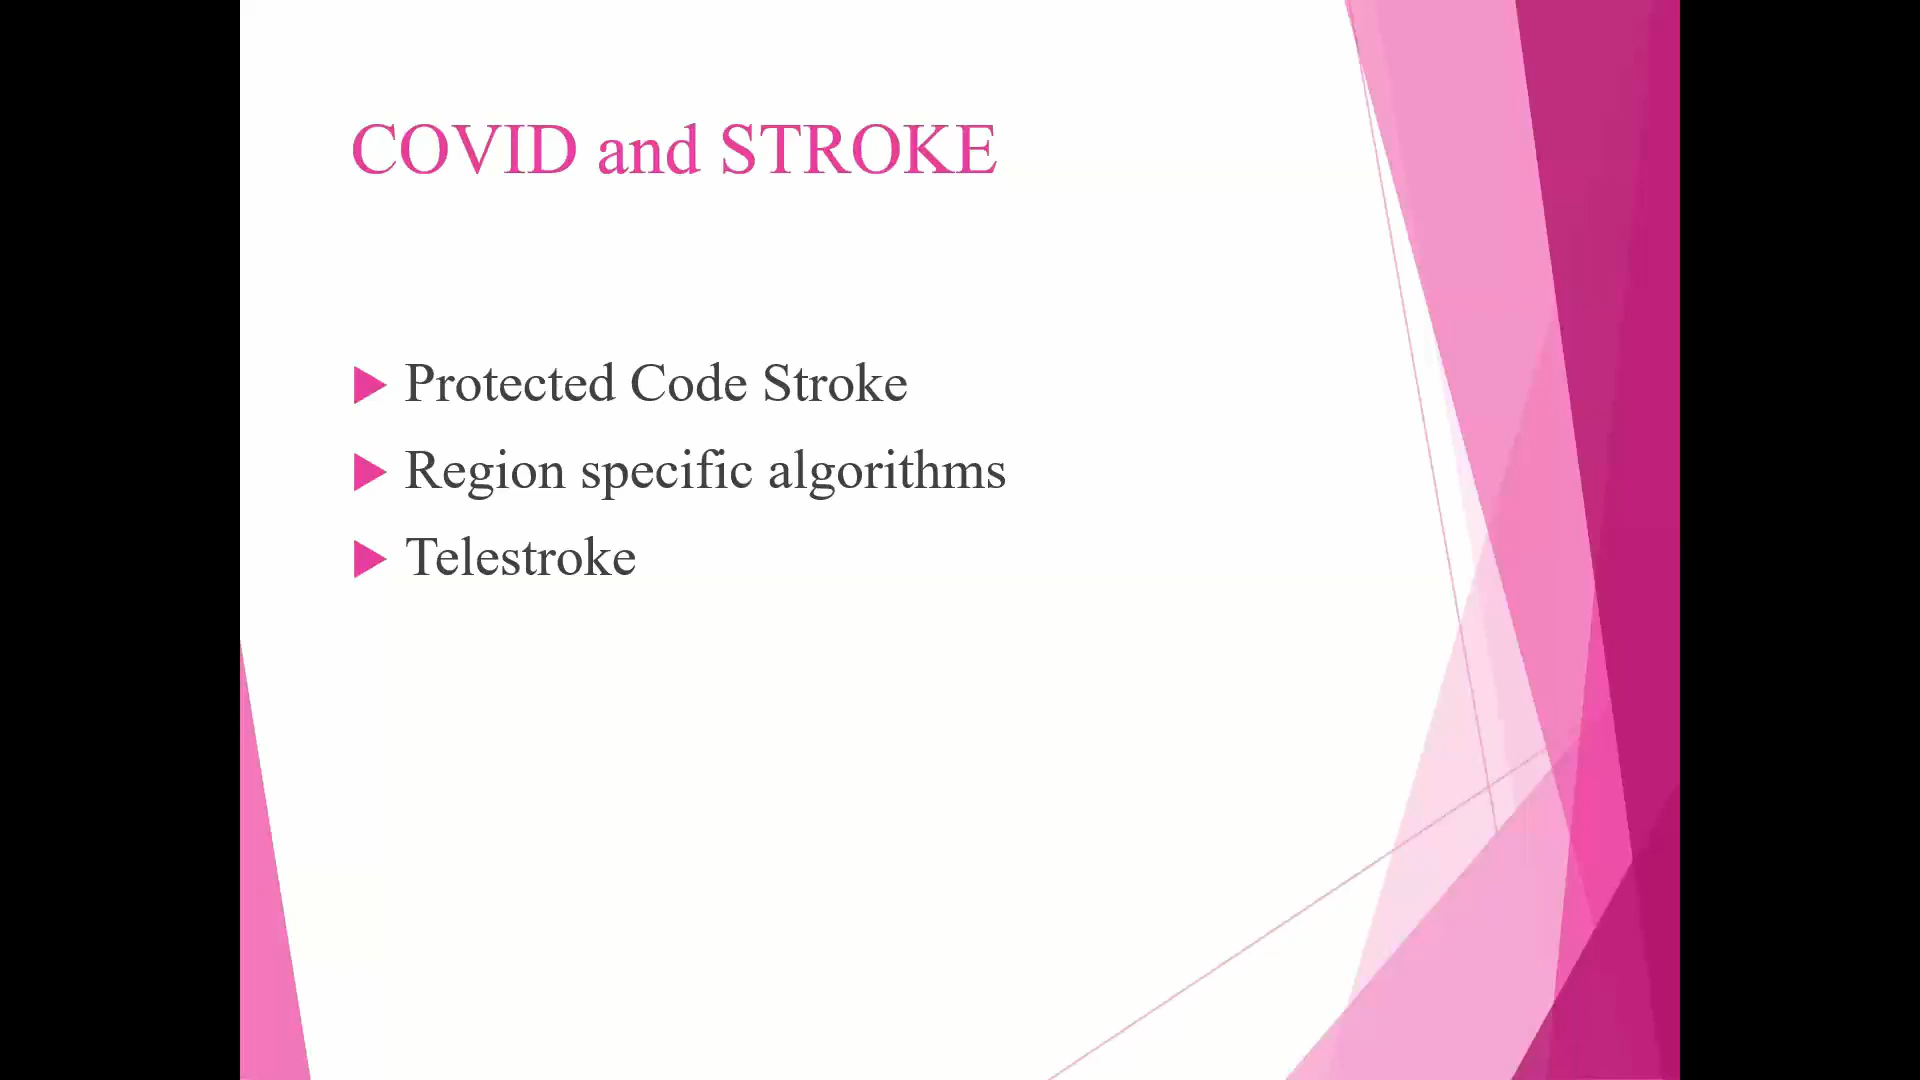 COVID and STROKE
Protected Code Stroke
Region specific algorithms
Telestroke